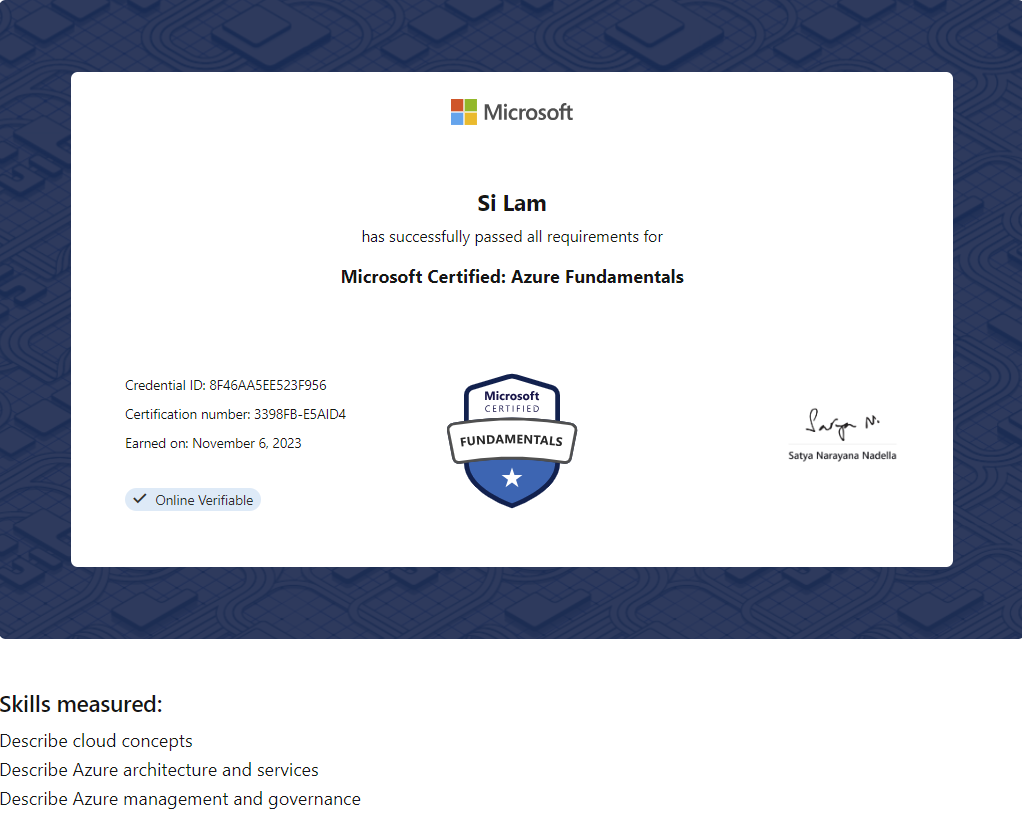 Microsoft
Si Lam
has successfully passed all requirements for
Microsoft Certified: Azure Fundamentals
Credential ID: 8F46AA5EE523F956
Certification number: 3398FB-E5AID4
Earned on: November 6, 2023
Online Verifiable
Microsoft
CERTIFIED
FUNDAMENTALS
Satya N.
Satya Narayana Nadella
Skills measured:
Describe cloud concepts
Describe Azure architecture and services
Describe Azure management and governance